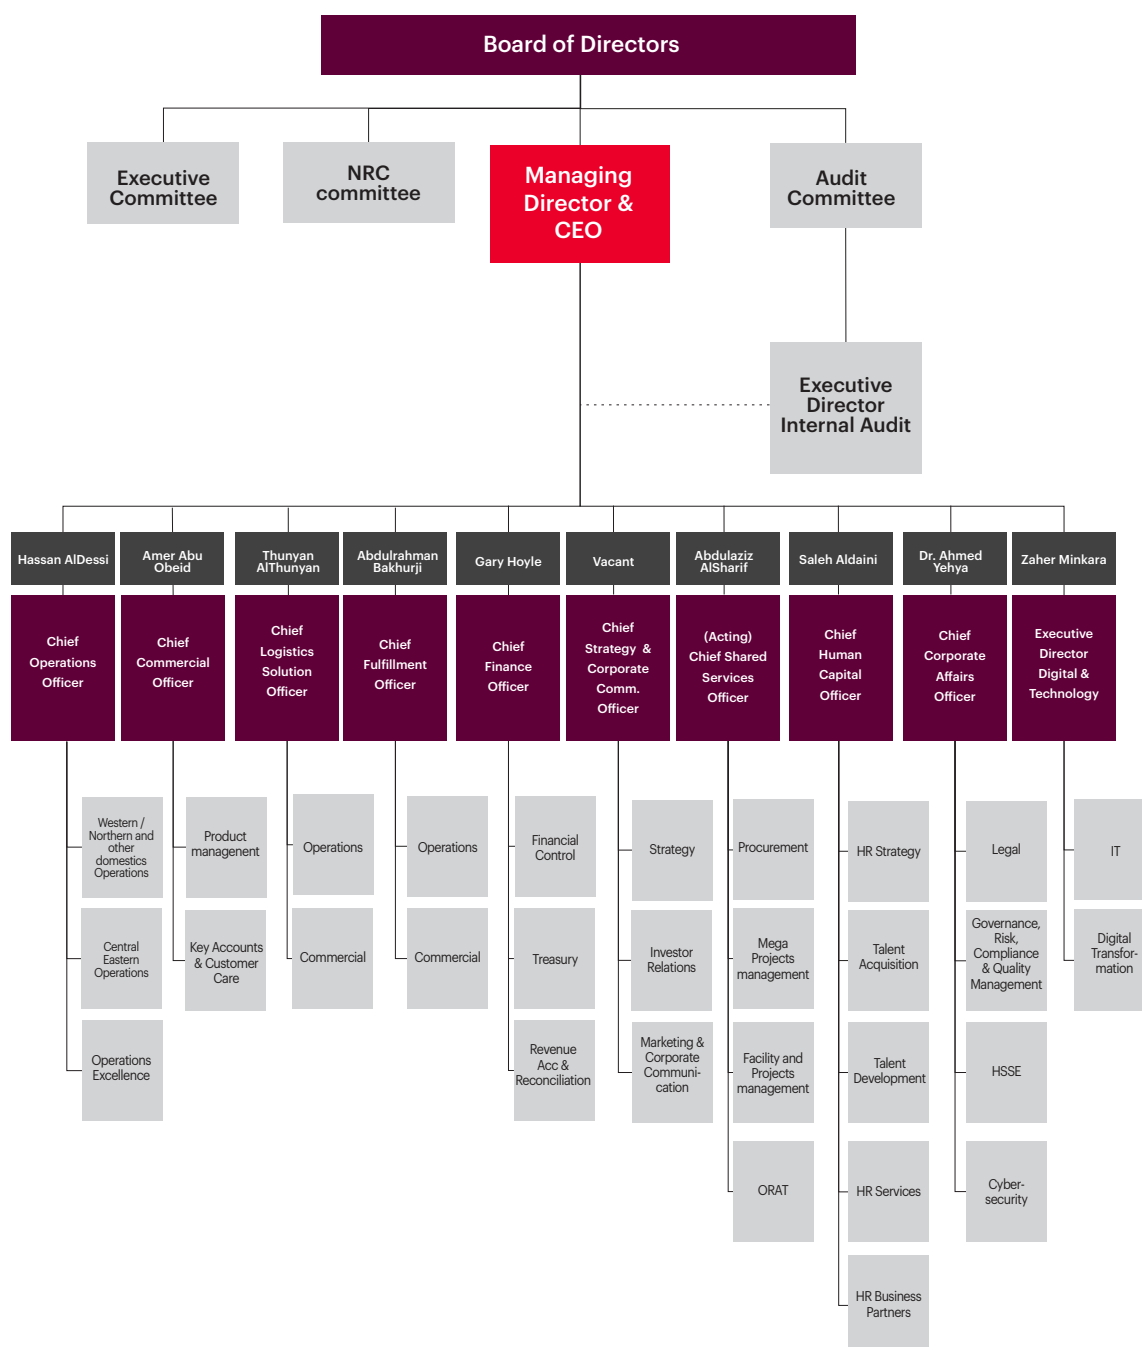 Board of Directors
Executive
Committee
NRC
committee
Managing
Director &
CEO
Audit
Committee
Executive
Director
Internal Audit
Hassan AlDessi
Amer Abu
Obeid
Thunyan
AlThunyan
Abdulrahman
Bakhurji
Gary Hoyle
Vacant
Abdulaziz
AlSharif
Saleh Aldaini
Dr. Ahmed
Yehya
Zaher Minkara
Chief
Operations
Officer
Chief
Commercial
Officer
Chief
Logistics
Solution
Officer
Chief
Fulfillment
Officer
Chief
Finance
Officer
Chief
Strategy &
Corporate
Comm.
Officer
(Acting)
Chief Shared
Services
Officer
Chief
Human
Capital
Officer
Chief
Corporate
Affairs
Officer
Executive
Director
Digital &
Technology
Western /
Northern and
other
domestics
Operations
Central
Eastern
Operations
Operations
Excellence
Product
management
Key Accounts
& Customer
Care
Operations
Commercial
Operations
Commercial
Financial
Control
Treasury
Revenue
Acc &
Reconciliation
Strategy
Investor
Relations
Marketing &
Corporate
Communi-
cation
Procurement
Mega
Projects
management
Facility and
Projects
management
ORAT
HR Strategy
Talent
Acquisition
Talent
Development
HR Services
HR Business
Partners
Legal
Governance,
Risk,
Compliance
& Quality
Management
HSSE
Cyber-
security
IT
Digital
Transfor-
mation